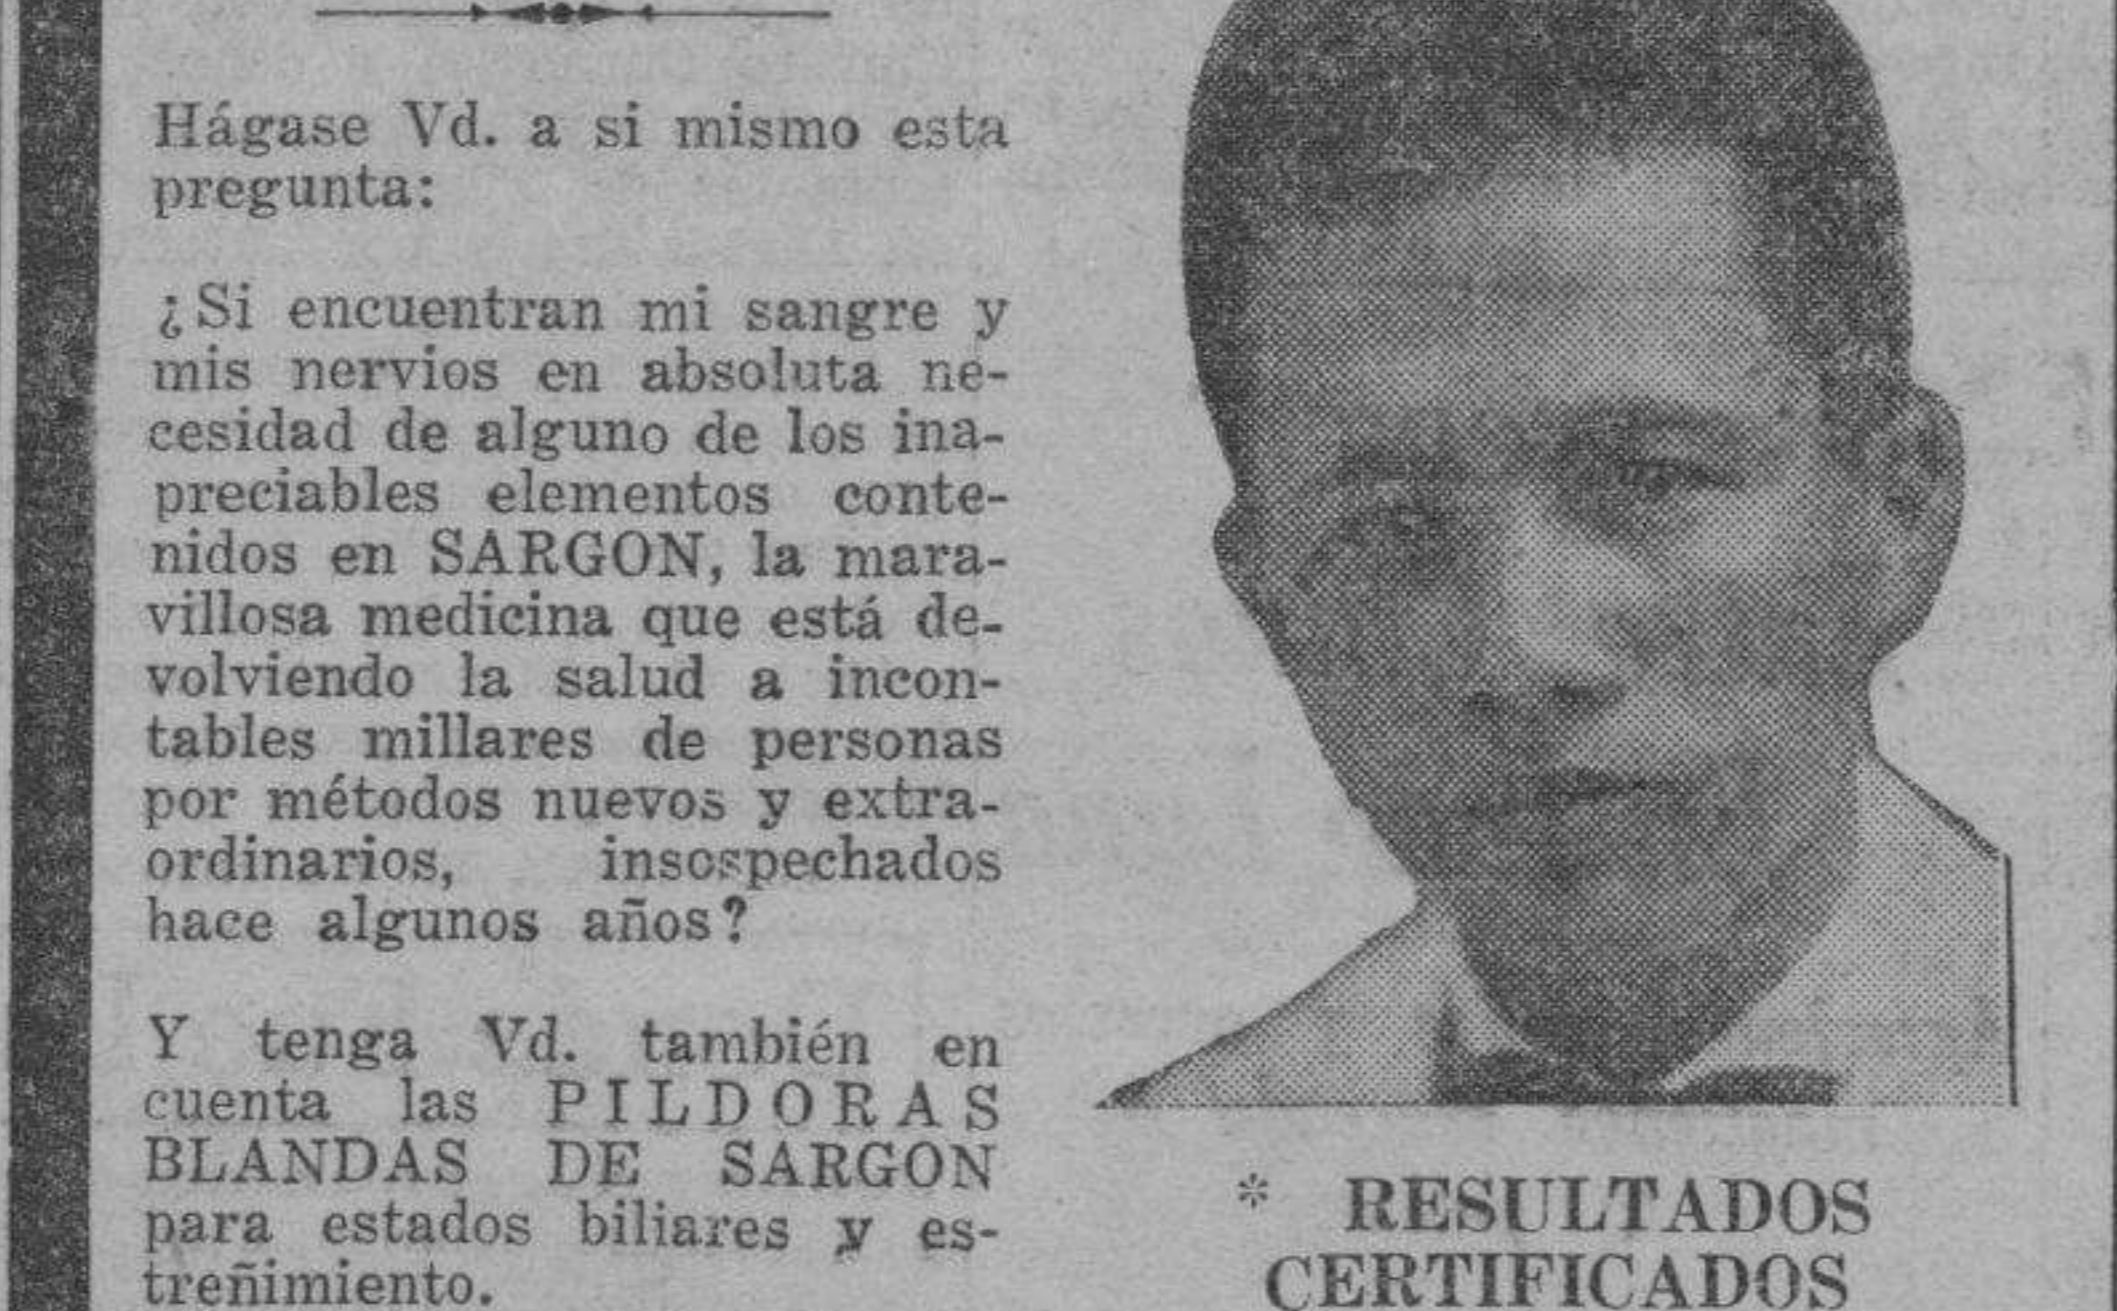 Hágase Vd. a si mismo esta
pregunta:
¿Si encuentran mi sangre y
mis nervios en absoluta ne-
cesidad de alguno de los ina-
preciables elementos conte-
nidos en SARGON, la mara-
villosa medicina que está de-
volviendo la salud a incon-
tables millares de personas
por métodos nuevos y extra-
ordinarios, insospechados
hace algunos años?
Y tenga Vd. también en
cuenta las PILDORAS
BLANDAS DE SARGON
para estados biliares y es-
treñimiento.
* RESULTADOS
CERTIFICADOS